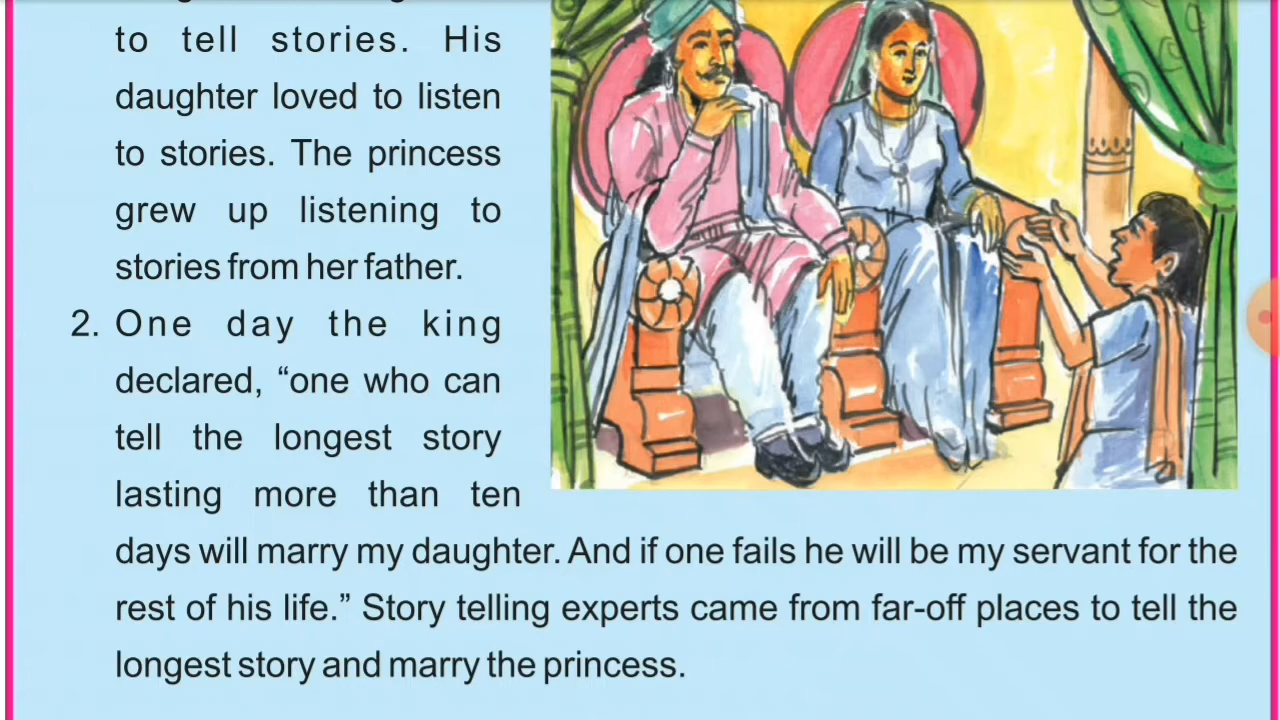 to tell stories. His
daughter loved to listen
to stories. The princess
grew up listening to
stories from her father.
2. One day the king
declared, “one who can
tell the longest story
lasting more than ten
days will marry my daughter. And if one fails he will be my servant for the
rest of his life.” Story telling experts came from far-off places to tell the
longest story and marry the princess.